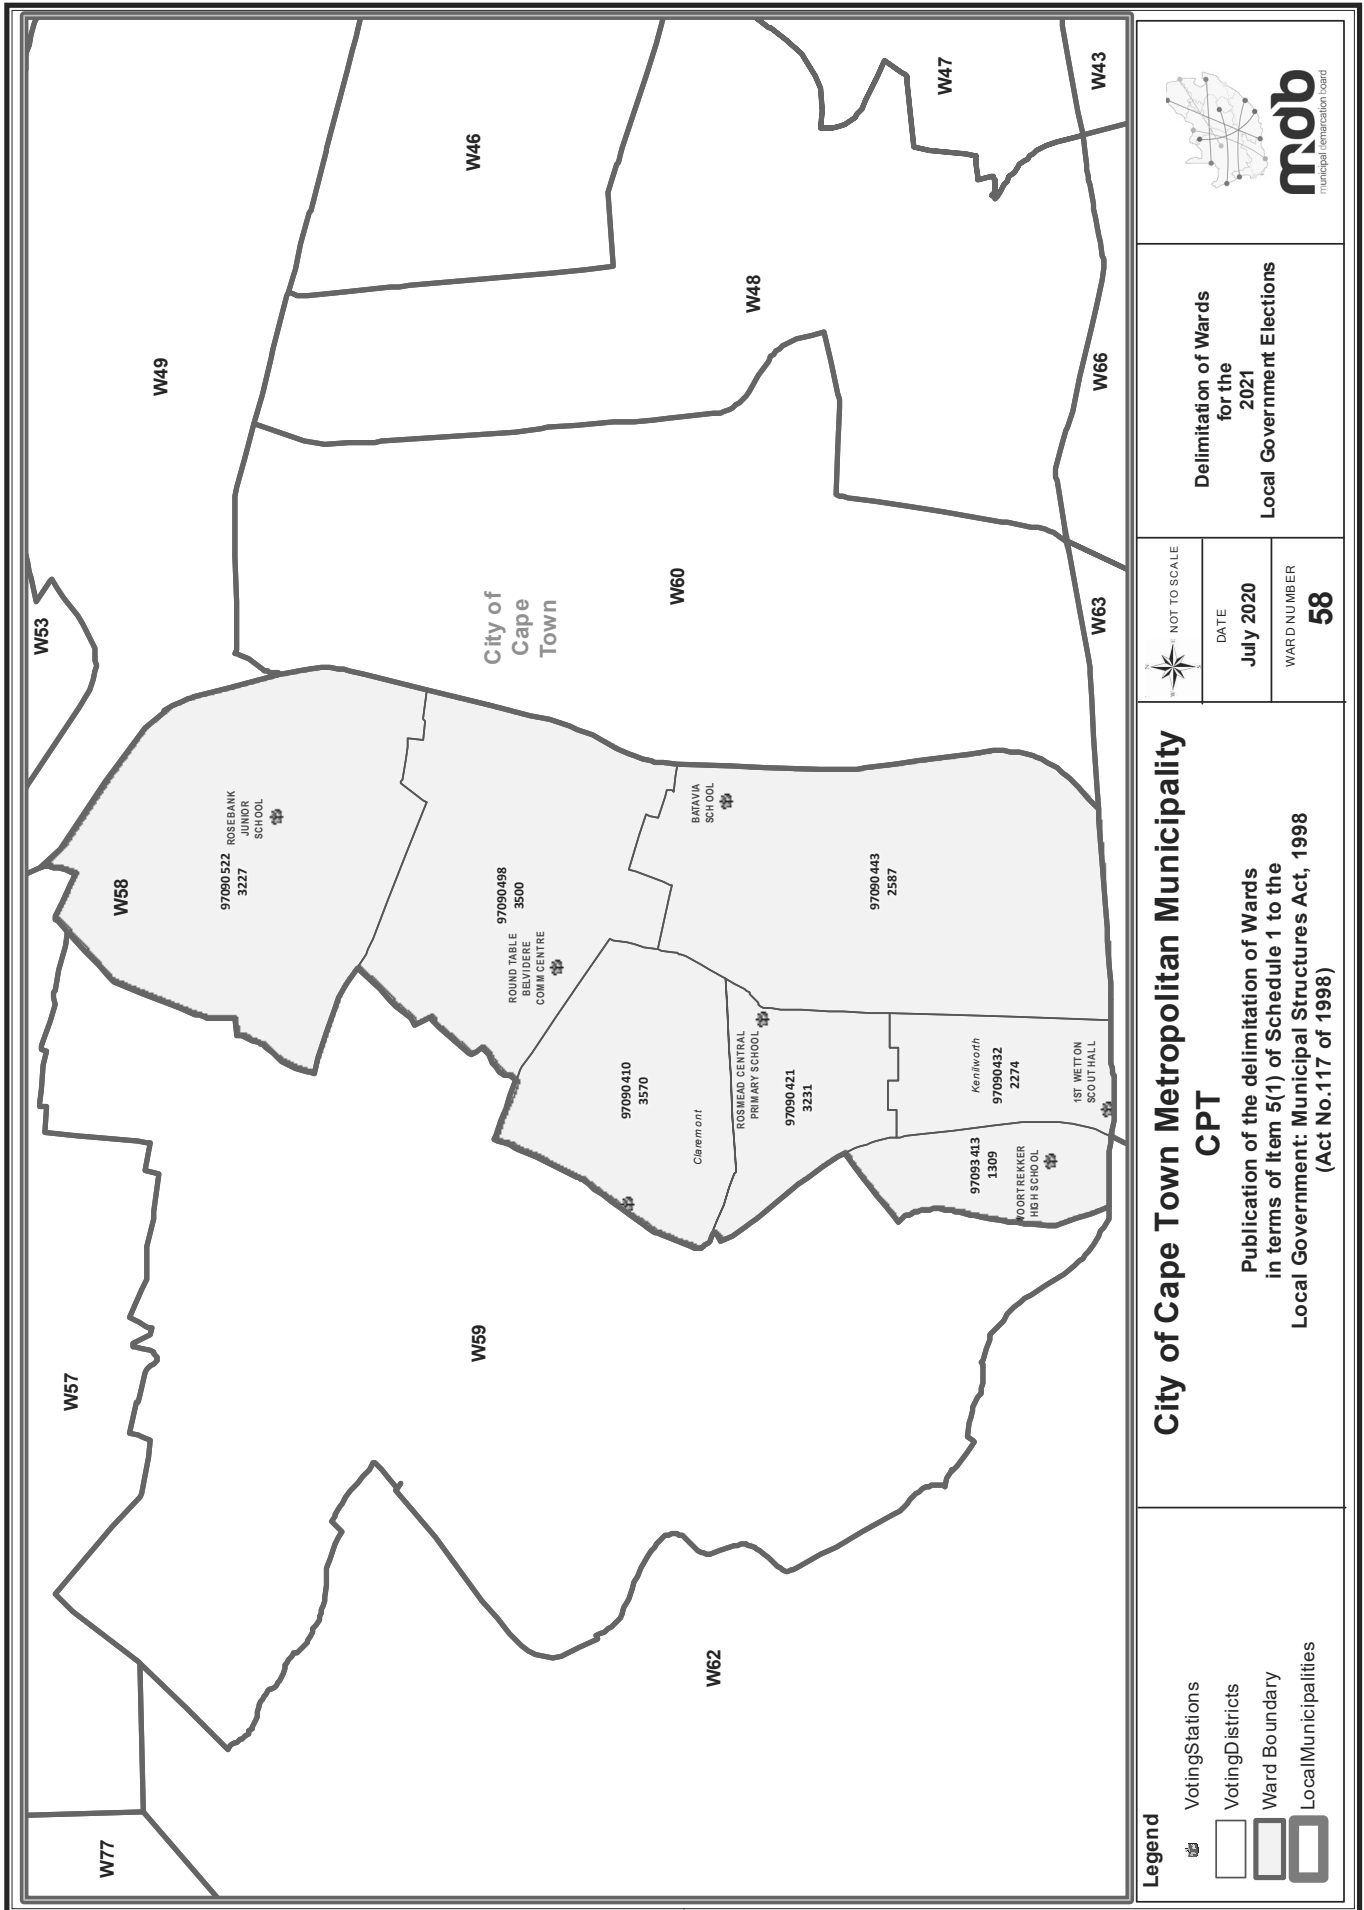 W77
W57
W53
W49
W58
97090522
3227
ROSEBANK
JUNIOR
SCHOOL
W59
W46
City of
Cape
Town
97090498
3500
ROUND TABLE
BELVIDERE
COMM CENTRE
W62
97090410
3570
Claremont
W60
W48
BATAVIA
SCHOOL
ROSMEAD CENTRAL
PRIMARY SCHOOL
97090421
3231
97090443
2587
W47
Kenilworth
97090432
2274
97093413
1309
VOORTREKKER
HIGH SCHOOL
1ST WETTON
SCOUT HALL
W63
W66
W43
Legend
VotingStations
VotingDistricts
Ward Boundary
LocalMunicipalities
City of Cape Town Metropolitan Municipality
CPT
Publication of the delimitation of Wards
in terms of Item 5(1) of Schedule 1 to the
Local Government: Municipal Structures Act, 1998
(Act No.117 of 1998)
N
W
E
S
NOT TO SCALE
DATE
July 2020
WARD NUMBER
58
Delimitation of Wards
for the
2021
Local Government Elections
mdb
municipal demarcation board